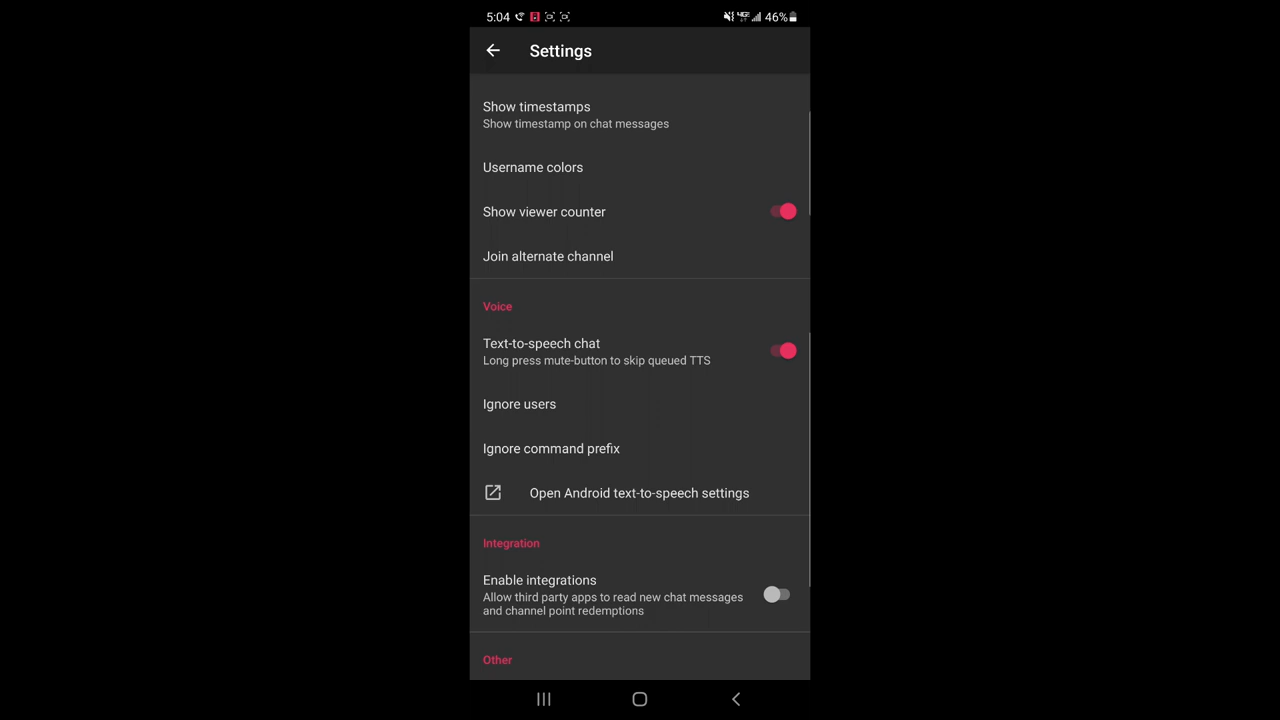 5:04 46%
Settings
Show timestamps
Show timestamp on chat messages
Username colors
Show viewer counter
Join alternate channel
Voice
Text-to-speech chat
Long press mute-button to skip queued TTS
Ignore users
Ignore command prefix
Open Android text-to-speech settings
Integration
Enable integrations
Allow third party apps to read new chat messages
and channel point redemptions
Other